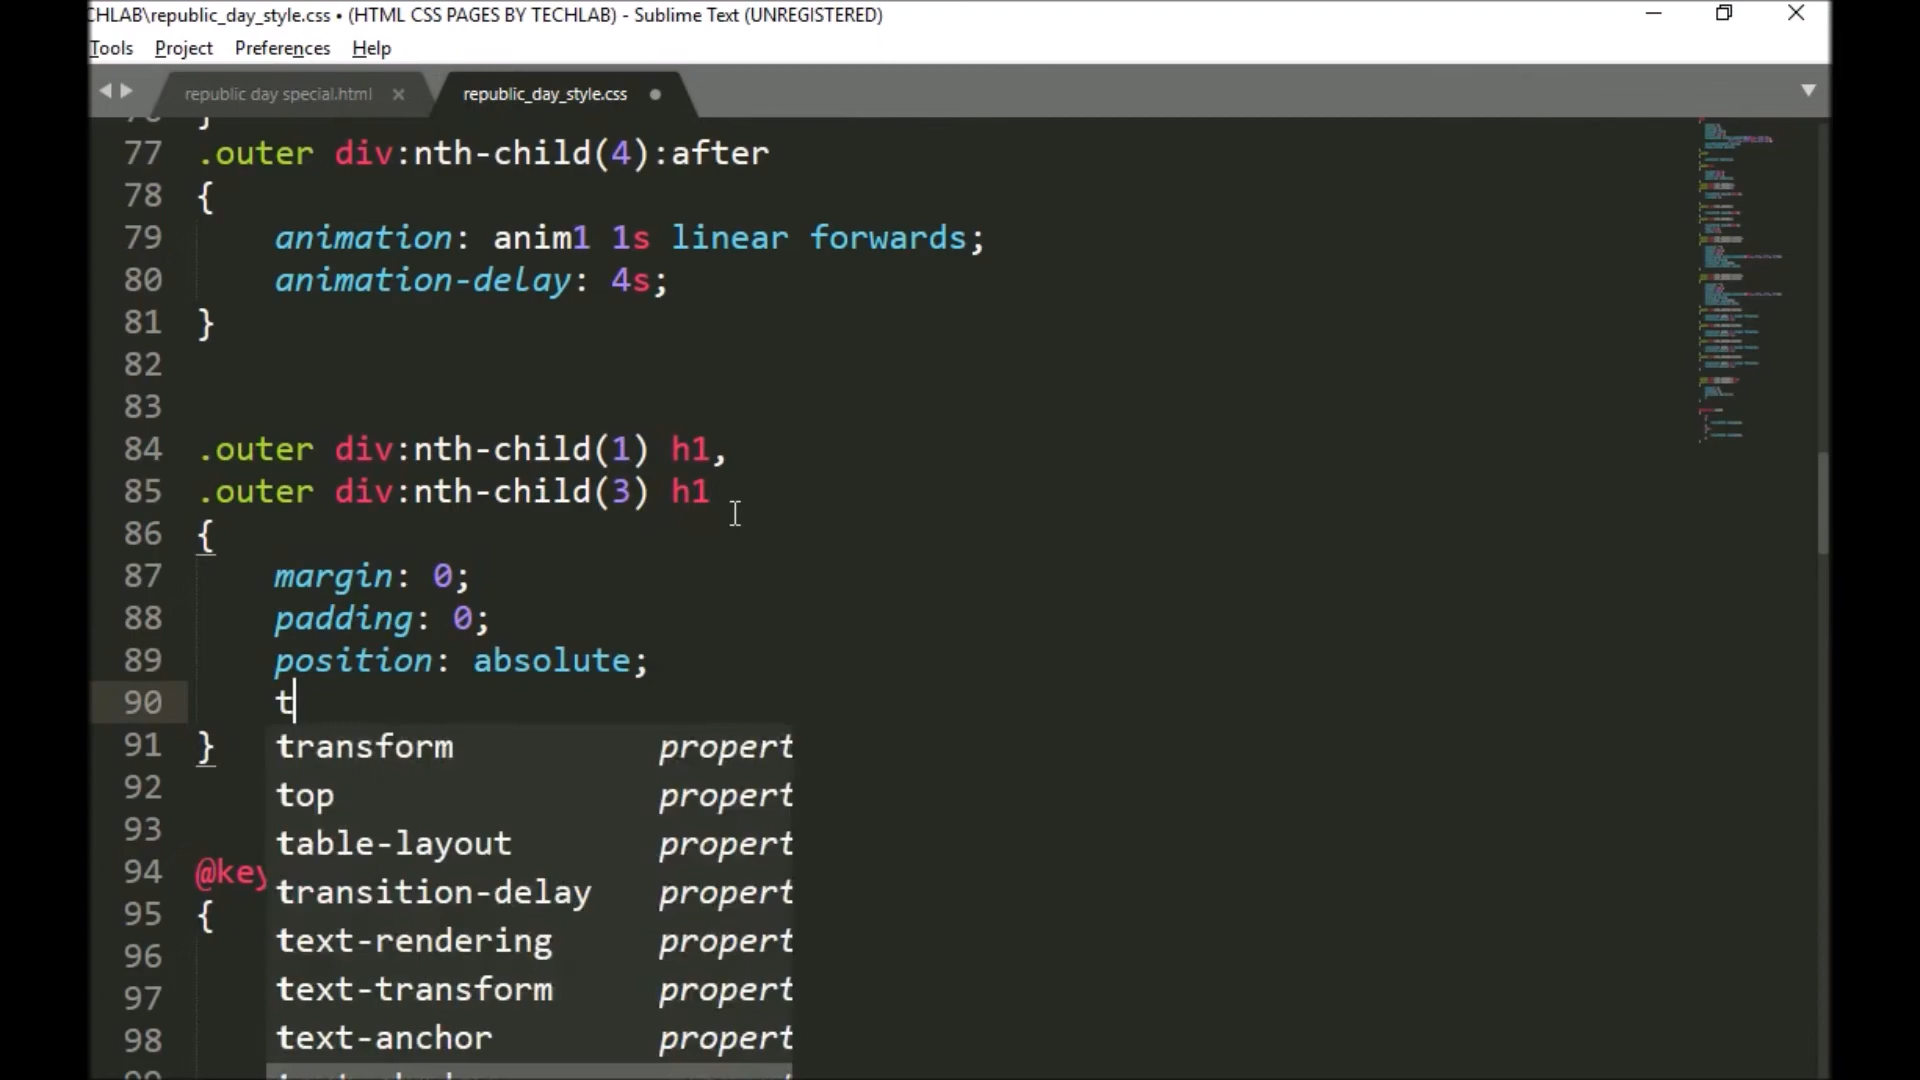 CHLAB\republic_day_style.css • (HTML CSS PAGES BY TECHLAB) - Sublime Text (UNREGISTERED)
Tools Project Preferences Help
republic day special.html republic_day_style.css
77 .outer div:nth-child(4):after
78 {
79 animation: anim1 1s linear forwards;
80 animation-delay: 4s;
81 }
82
83
84 .outer div:nth-child(1) h1,
85 .outer div:nth-child(3) h1
86 {
87 margin: 0;
88 padding: 0;
89 position: absolute;
90 t
91 }
transform propert
92
top propert
93
table-layout propert
94 @key
transition-delay propert
95 {
text-rendering propert
96
text-transform propert
97
98
text-anchor propert